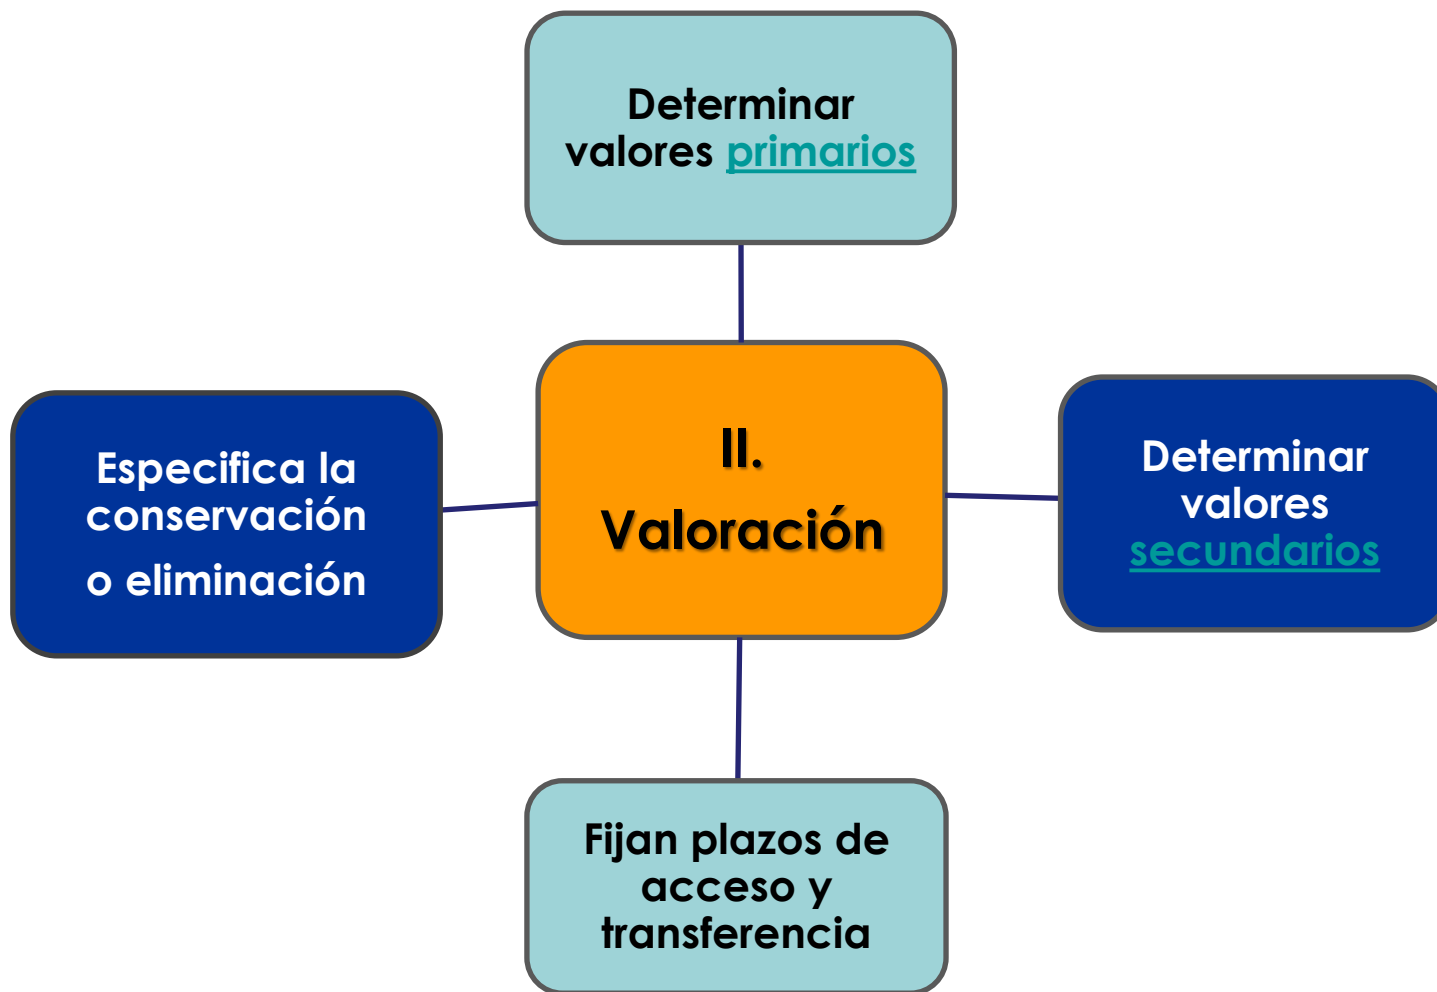 Determinar
valores primarios
II.
Valoración
Especifica la
conservación
o eliminación
Determinar
valores
secundarios
Fijan plazos de
acceso y
transferencia